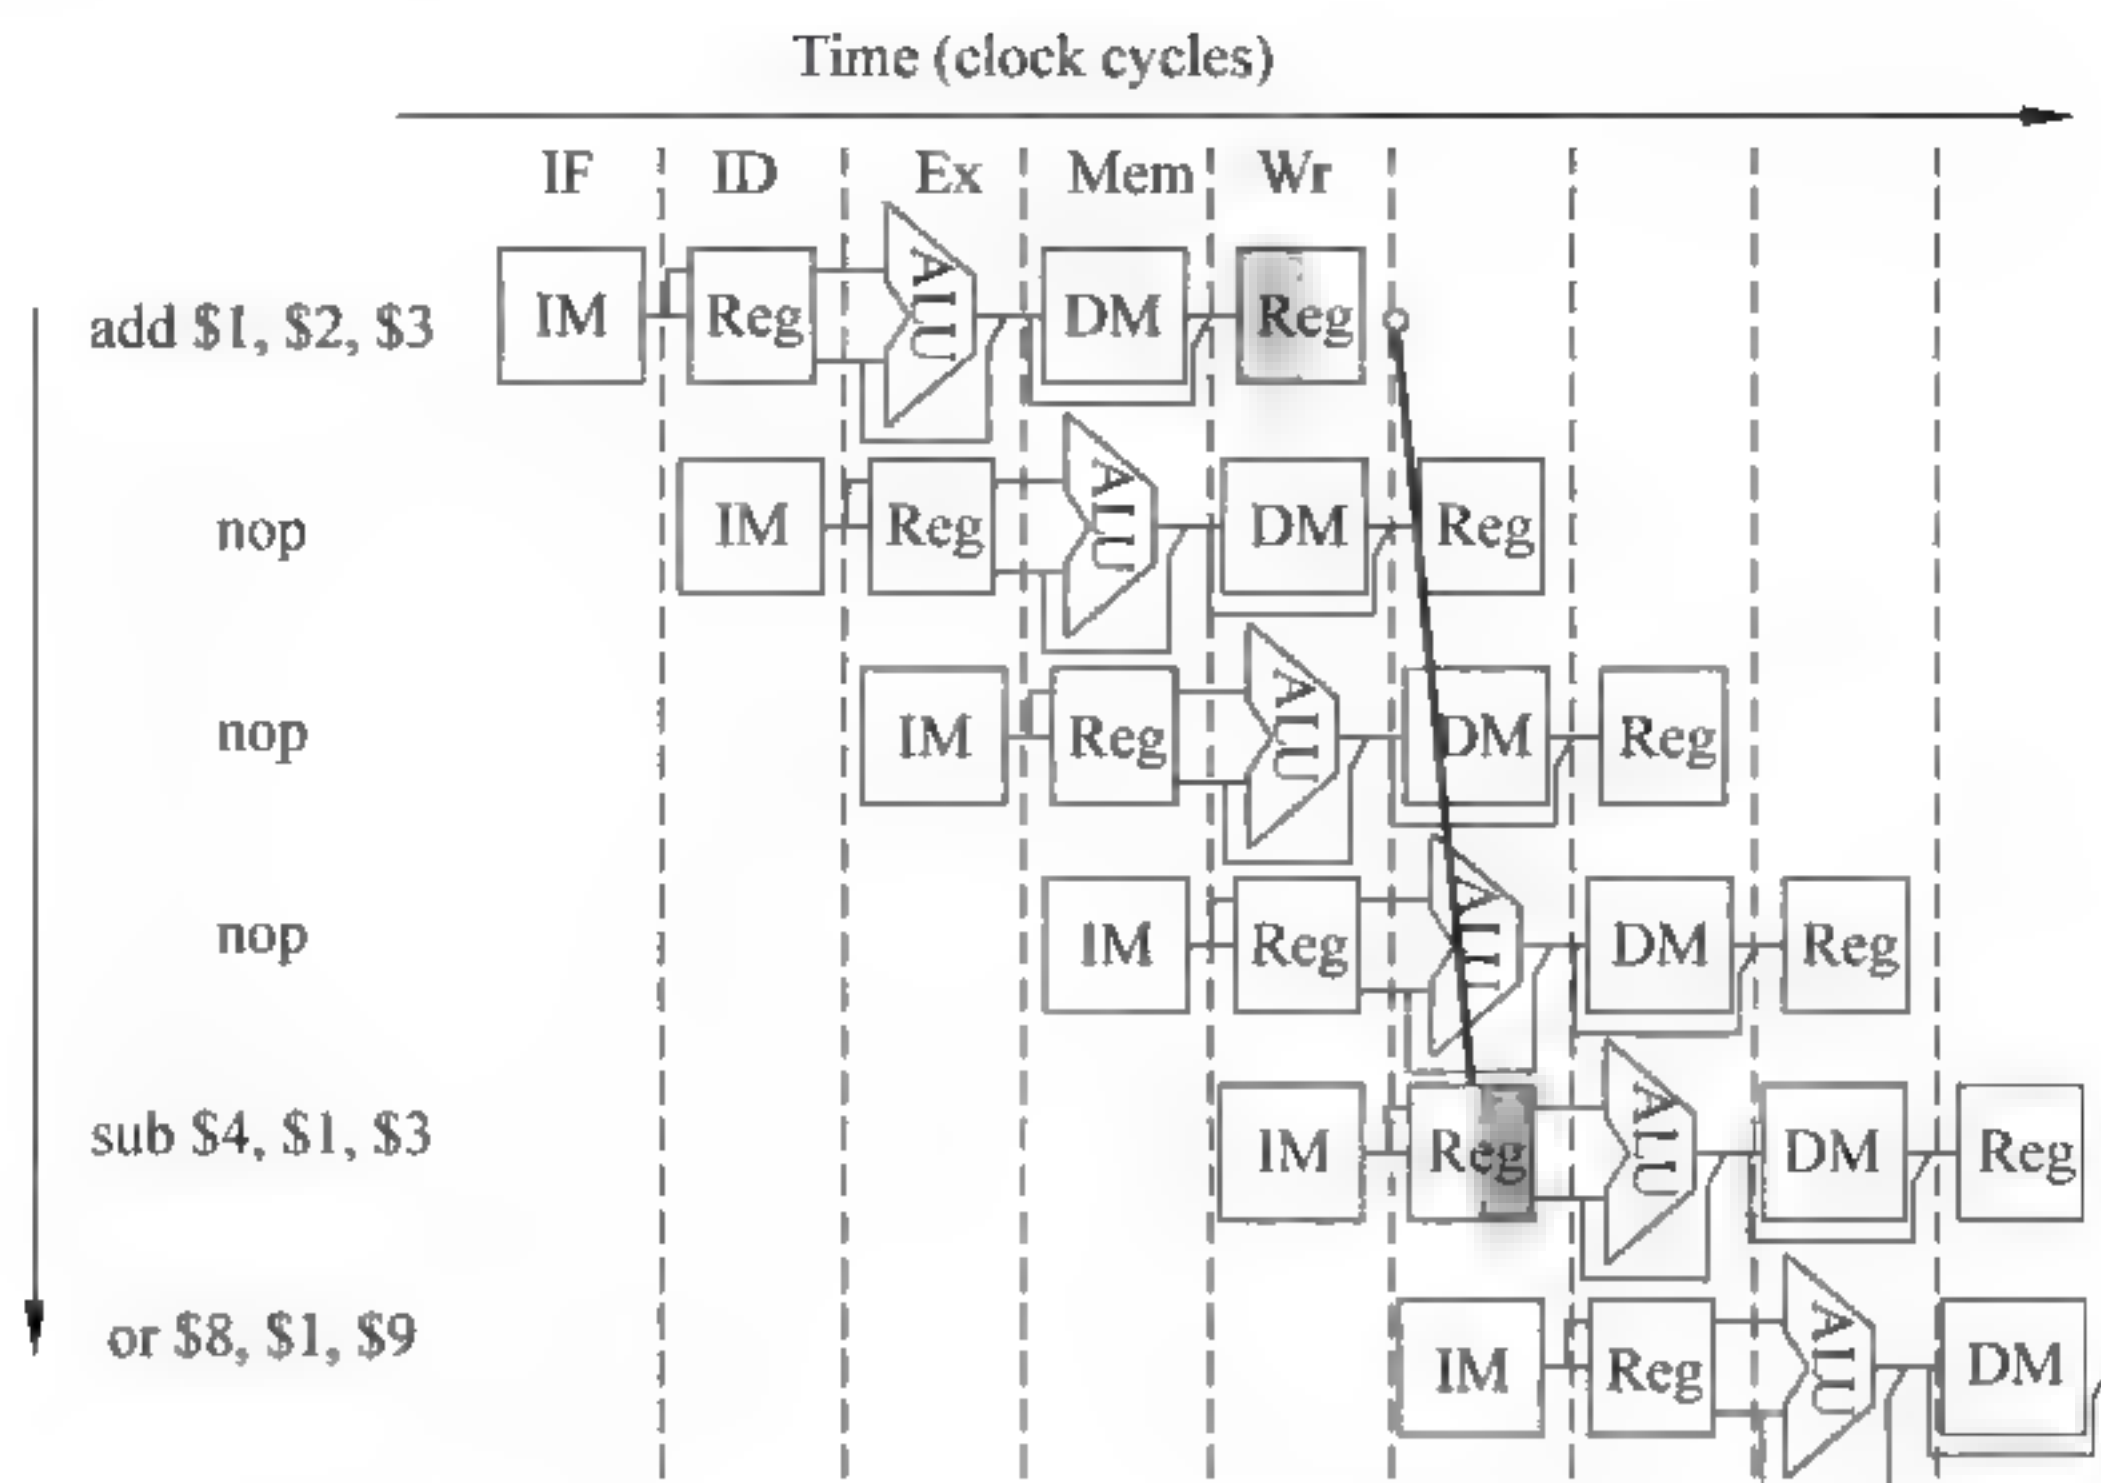 Time (clock cycles)
IF ID Ex Mem Wr
add $1, $2, $3 IM Reg ALU DM Reg
nop IM Reg ALU DM Reg
nop IM Reg ALU DM Reg
nop IM Reg ALU DM Reg
sub $4, $1, $3 IM Reg ALU DM Reg
or $8, $1, $9 IM Reg ALU DM